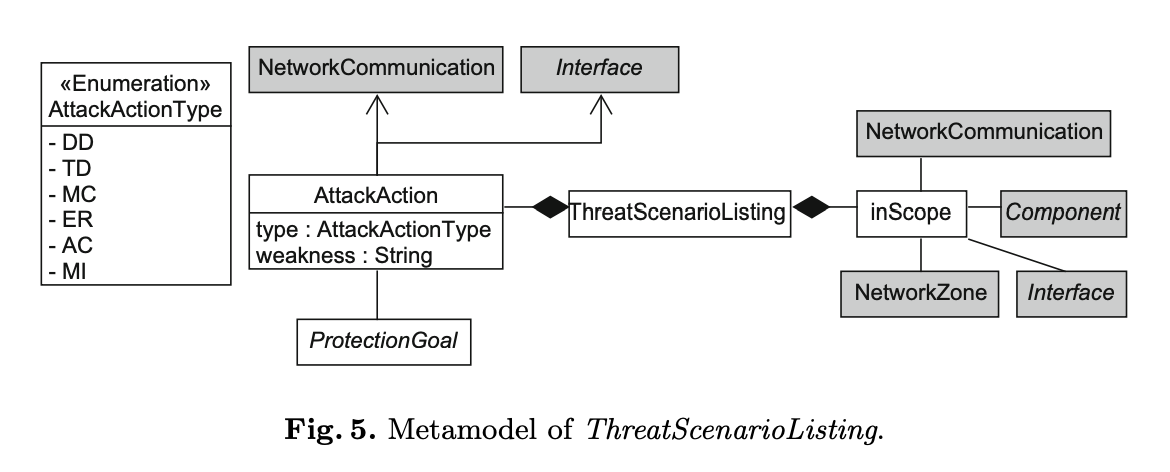 «Enumeration»
AttackActionType
- DD
- TD
- MC
- ER
- AC
- MI
NetworkCommunication
Interface
AttackAction
type : AttackActionType
weakness : String
ProtectionGoal
ThreatScenarioListing
NetworkCommunication
inScope
Component
NetworkZone
Interface
Fig. 5. Metamodel of ThreatScenarioListing.